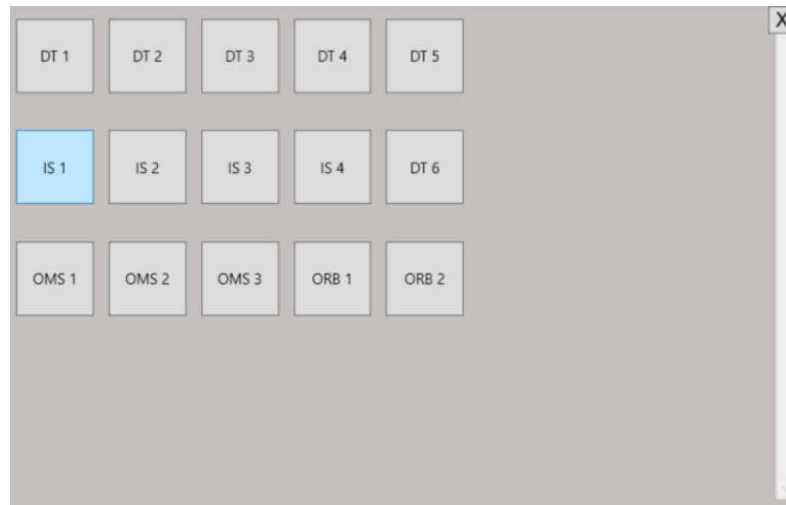 X
DT 1 DT 2 DT 3 DT 4 DT 5
IS 1 IS 2 IS 3 IS 4 DT 6
OMS 1 OMS 2 OMS 3 ORB 1 ORB 2